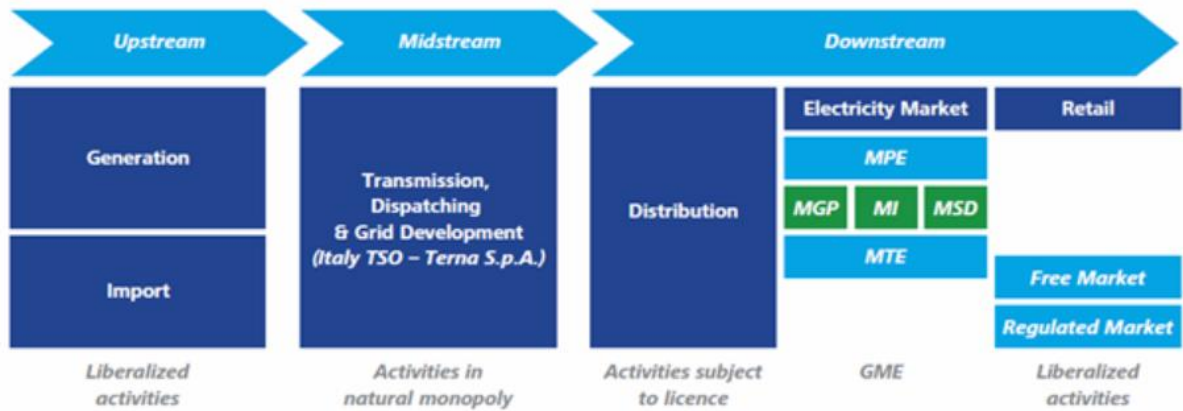 Upstream
Midstream
Downstream
Generation
Import
Transmission,
Dispatching
& Grid Development
(Italy TSO – Terna S.p.A.)
Distribution
Electricity Market
MPE
MGP
MI
MSD
MTE
Retail
Free Market
Regulated Market
Liberalized
activities
Activities in
natural monopoly
Activities subject
to licence
GME
Liberalized
activities